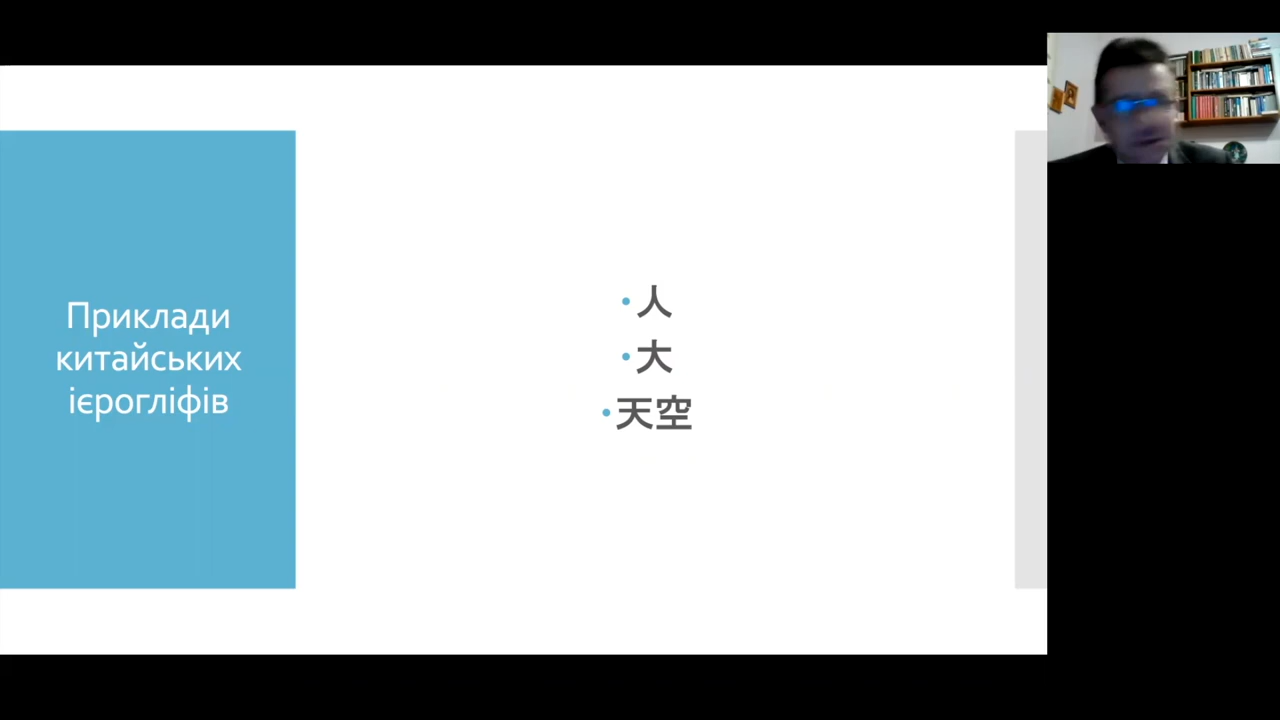 Приклади
китайських
ієрогліфів
• 人
• 大
• 天空